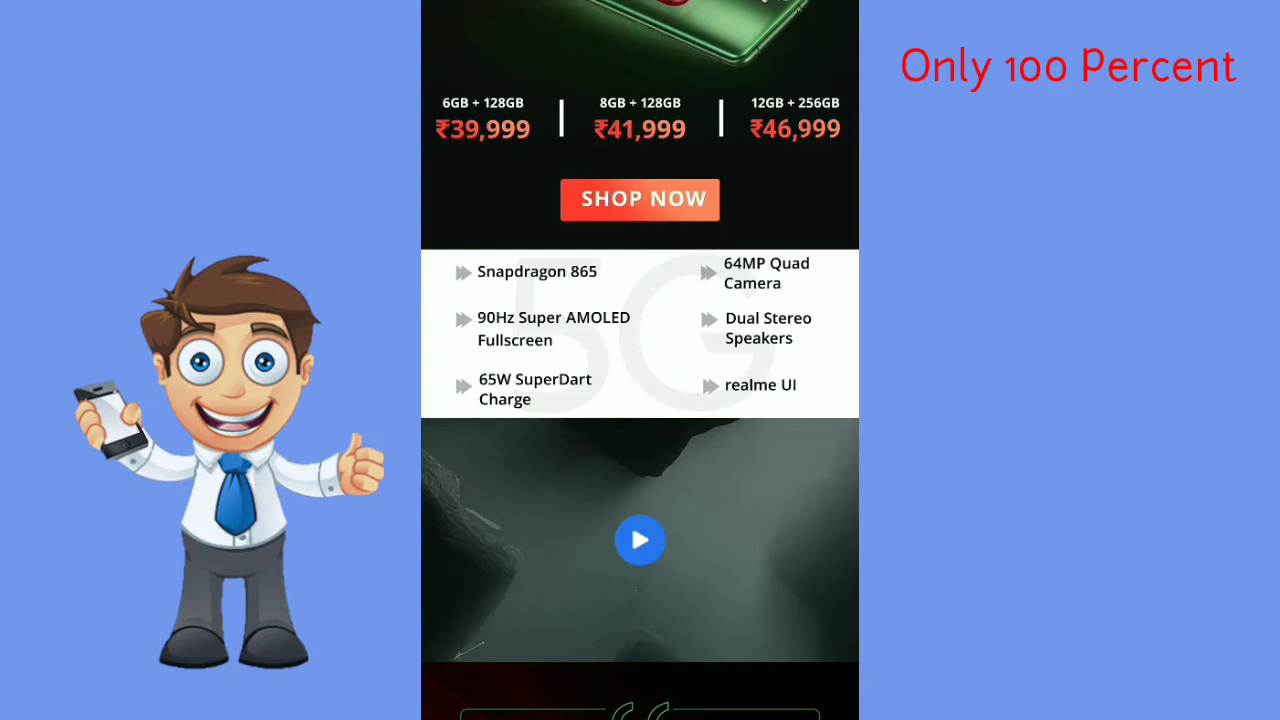 Only 100 Percent
6GB + 128GB
₹39,999
8GB + 128GB
₹41,999
12GB + 256GB
₹46,999
SHOP NOW
5G
Snapdragon 865
64MP Quad
Camera
90Hz Super AMOLED
Fullscreen
Dual Stereo
Speakers
65W SuperDart
Charge
realme UI